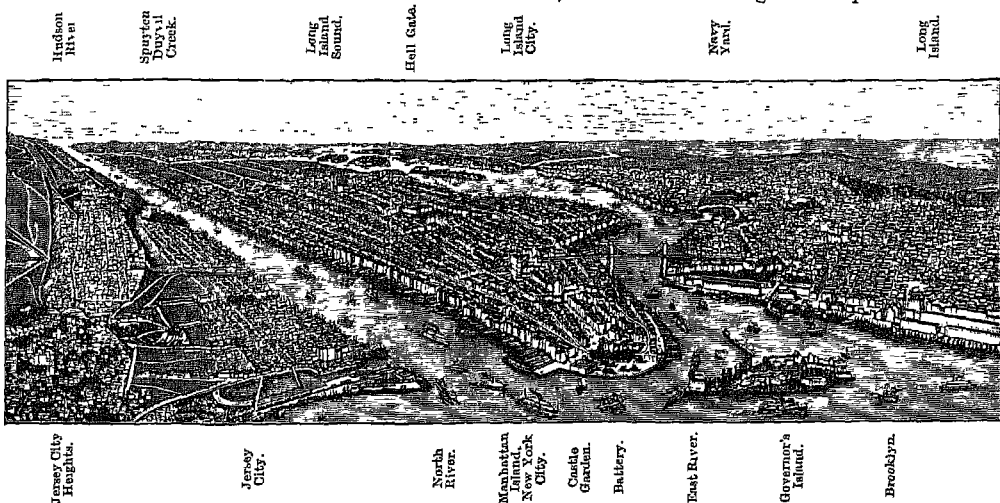 Hudson
River
Spuyten
Duyvil
Creek.
Long
Island
Sound.
Hell Gate.
Long
Island
City.
Navy
Yard.
Long
Island.
Jersey City
Heights.
Jersey
City.
North
River.
Manhattan
Island,
New York
City.
Castle
Garden.
Battery.
East River.
Governor's
Island.
Brooklyn.